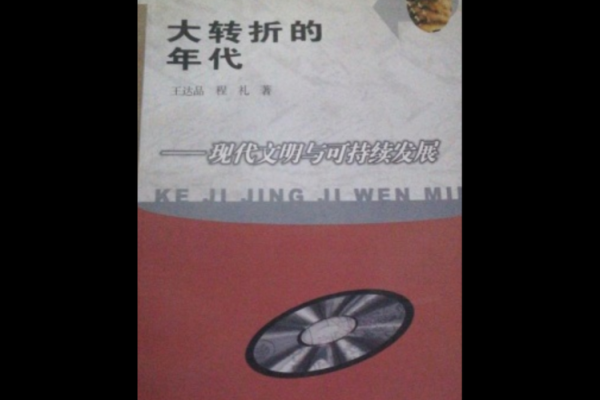 大转折的
年代
王达品 程 礼 著
——现代文明与可持续发展
KE JI JING JI WEN MI